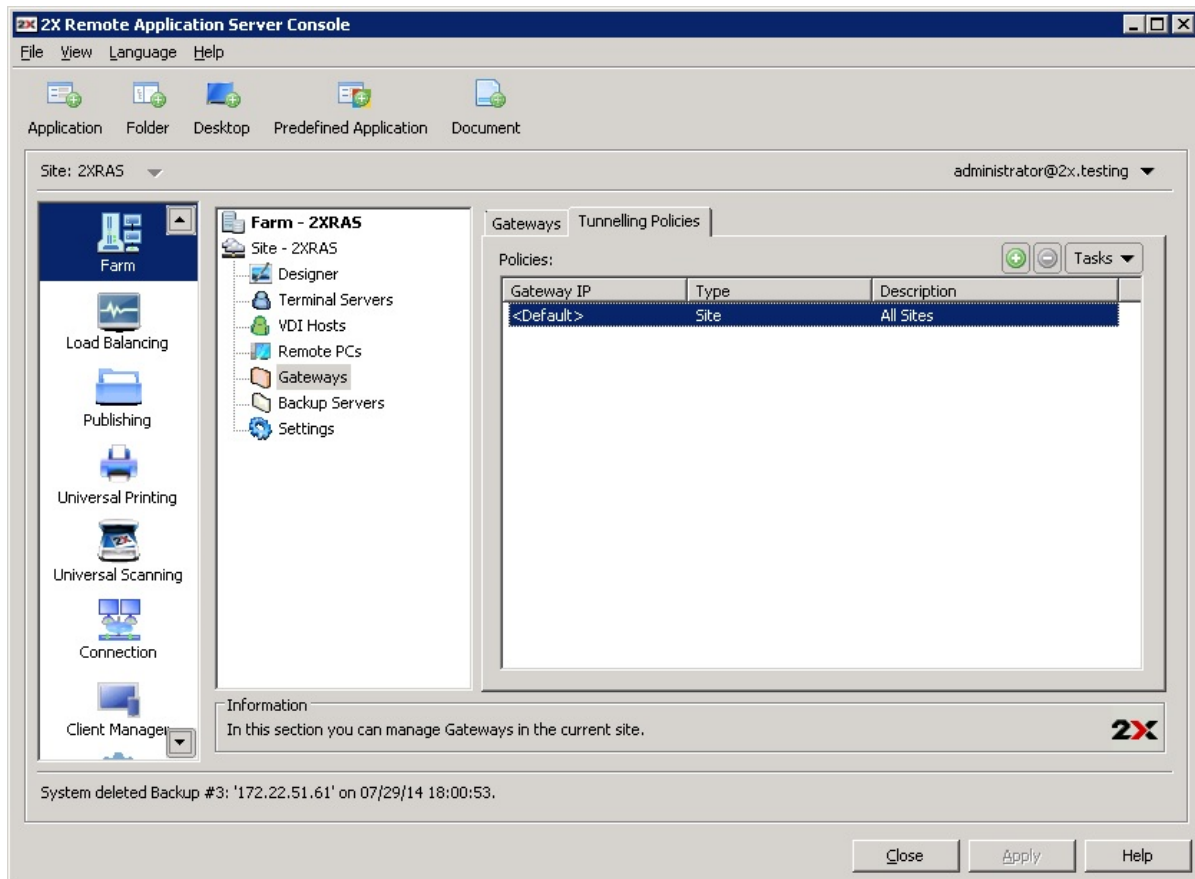 2X Remote Application Server Console
File View Language Help
Application Folder Desktop Predefined Application Document
Site: 2XRAS
administrator@2x.testing
Farm
Load Balancing
Publishing
Universal Printing
Universal Scanning
Connection
Client Manager
Farm - 2XRAS
Site - 2XRAS
Designer
Terminal Servers
VDI Hosts
Remote PCs
Gateways
Backup Servers
Settings
Gateways Tunnelling Policies
Policies:
Tasks
Gateway IP Type Description
<Default> Site All Sites
Information
In this section you can manage Gateways in the current site.
2X
System deleted Backup #3: '172.22.51.61' on 07/29/14 18:00:53.
Close Apply Help